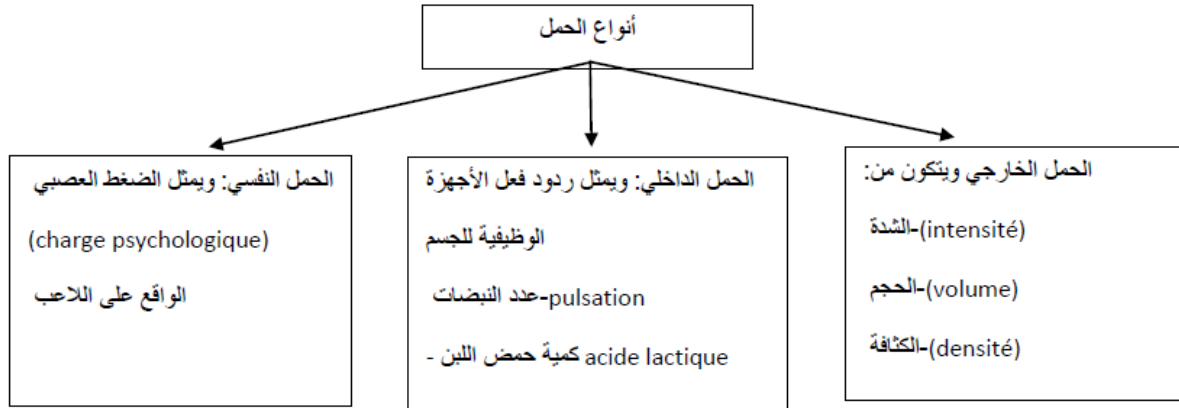 أنواع الحمل
الحمل الخارجي ويتكون من:
-الشدة(intensité)
-الحجم(volume)
-الكثافة(densité)
الحمل الداخلي: ويمثل ردود فعل الأجهزة
الوظيفية للجسم
-عدد النبضات pulsation
- كمية حمض اللبن acide lactique
الحمل النفسي: ويمثل الضغط العصبي
(charge psychologique)
الواقع على اللاعب